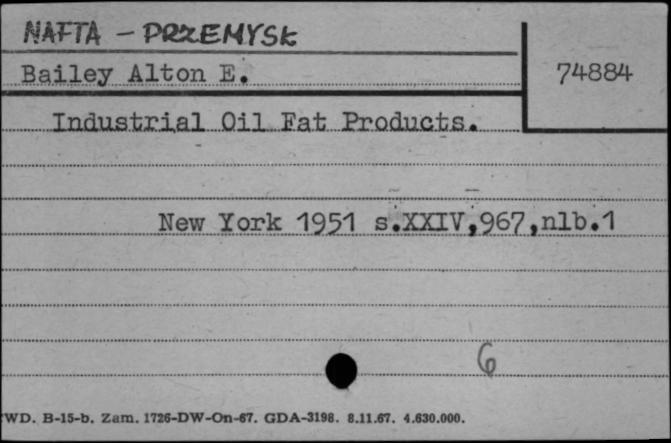 NAFTA - PRZEMYSŁ
Bailey Alton E.
74884
Industrial Oil Fat Products.
New York 1951 s.XXIV,967,nlb.1
6
WD. B-15-b. Zam. 1726-DW-On-67. GDA-3198. 8.11.67. 4.630.000.